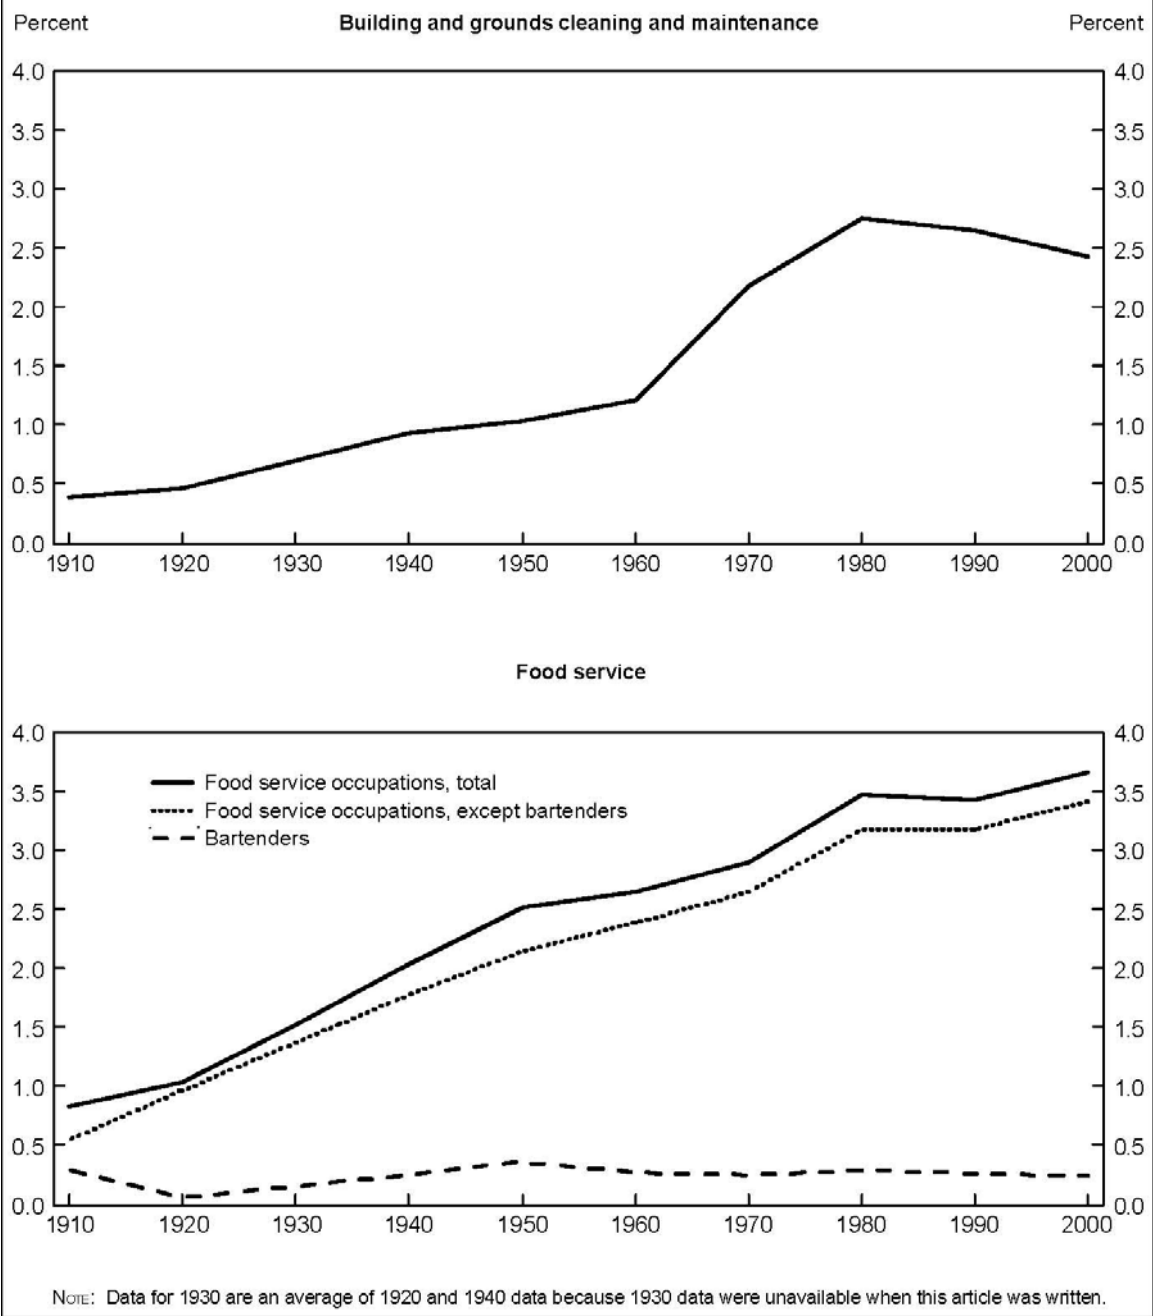 Percent Building and grounds cleaning and maintenance Percent
4.0 4.0
3.5 3.5
3.0 3.0
2.5 2.5
2.0 2.0
1.5 1.5
1.0 1.0
0.5 0.5
0.0 0.0
1910 1920 1930 1940 1950 1960 1970 1980 1990 2000
Food service
4.0 4.0
Food service occupations, total
3.5 3.5
Food service occupations, except bartenders
Bartenders
3.0 3.0
2.5 2.5
2.0 2.0
1.5 1.5
1.0 1.0
0.5 0.5
0.0 0.0
1910 1920 1930 1940 1950 1960 1970 1980 1990 2000
NOTE: Data for 1930 are an average of 1920 and 1940 data because 1930 data were unavailable when this article was written.